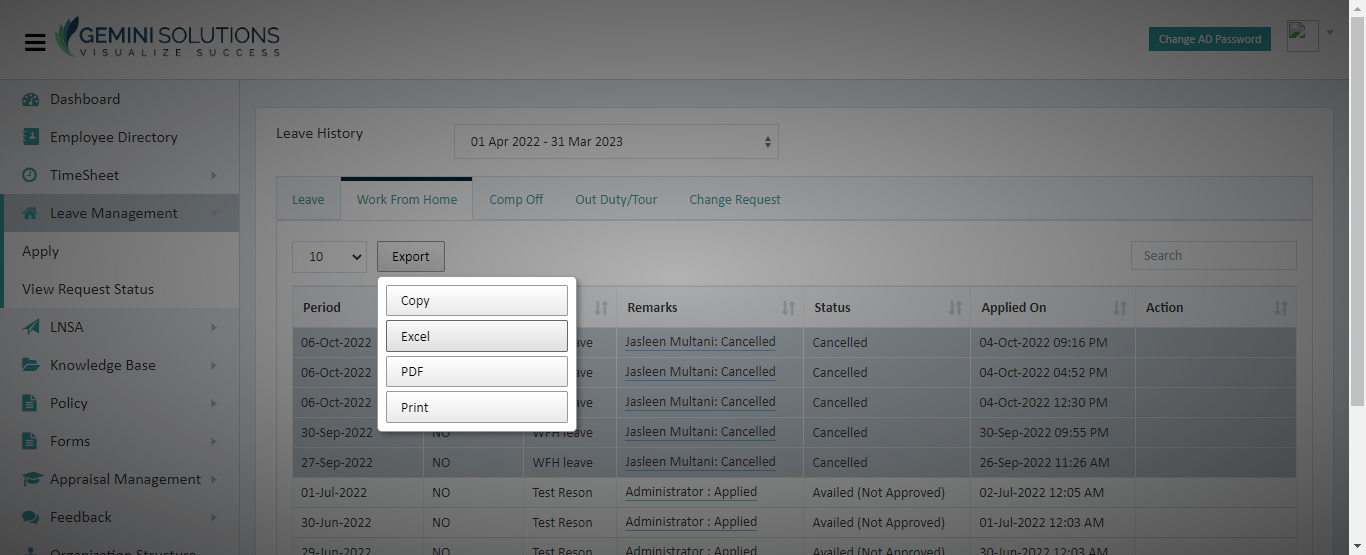 GEMINI SOLUTIONS
VISUALIZE SUCCESS
Change AD Password
Dashboard
Employee Directory
TimeSheet
Leave Management
Apply
View Request Status
LNSA
Knowledge Base
Policy
Forms
Appraisal Management
Feedback
Organization Structure
Leave History
01 Apr 2022 - 31 Mar 2023
Leave Work From Home Comp Off Out Duty/Tour Change Request
10 Export Search
Copy
Excel
PDF
Print
Period Remarks Status Applied On Action
06-Oct-2022 ave Jasleen Multani: Cancelled Cancelled 04-Oct-2022 09:16 PM
06-Oct-2022 Jasleen Multani: Cancelled Cancelled 04-Oct-2022 04:52 PM
06-Oct-2022 ave Jasleen Multani: Cancelled Cancelled 04-Oct-2022 12:30 PM
30-Sep-2022 NO WFH leave Jasleen Multani: Cancelled Cancelled 30-Sep-2022 09:55 PM
27-Sep-2022 NO WFH leave Jasleen Multani: Cancelled Cancelled 26-Sep-2022 11:26 AM
01-Jul-2022 NO Test Reson Administrator : Applied Availed (Not Approved) 02-Jul-2022 12:05 AM
30-Jun-2022 NO Test Reson Administrator : Applied Availed (Not Approved) 01-Jul-2022 12:03 AM
29-Jun-2022 NO Test Reson Administrator : Applied Availed (Not Approved) 30-Jun-2022 12:03 AM